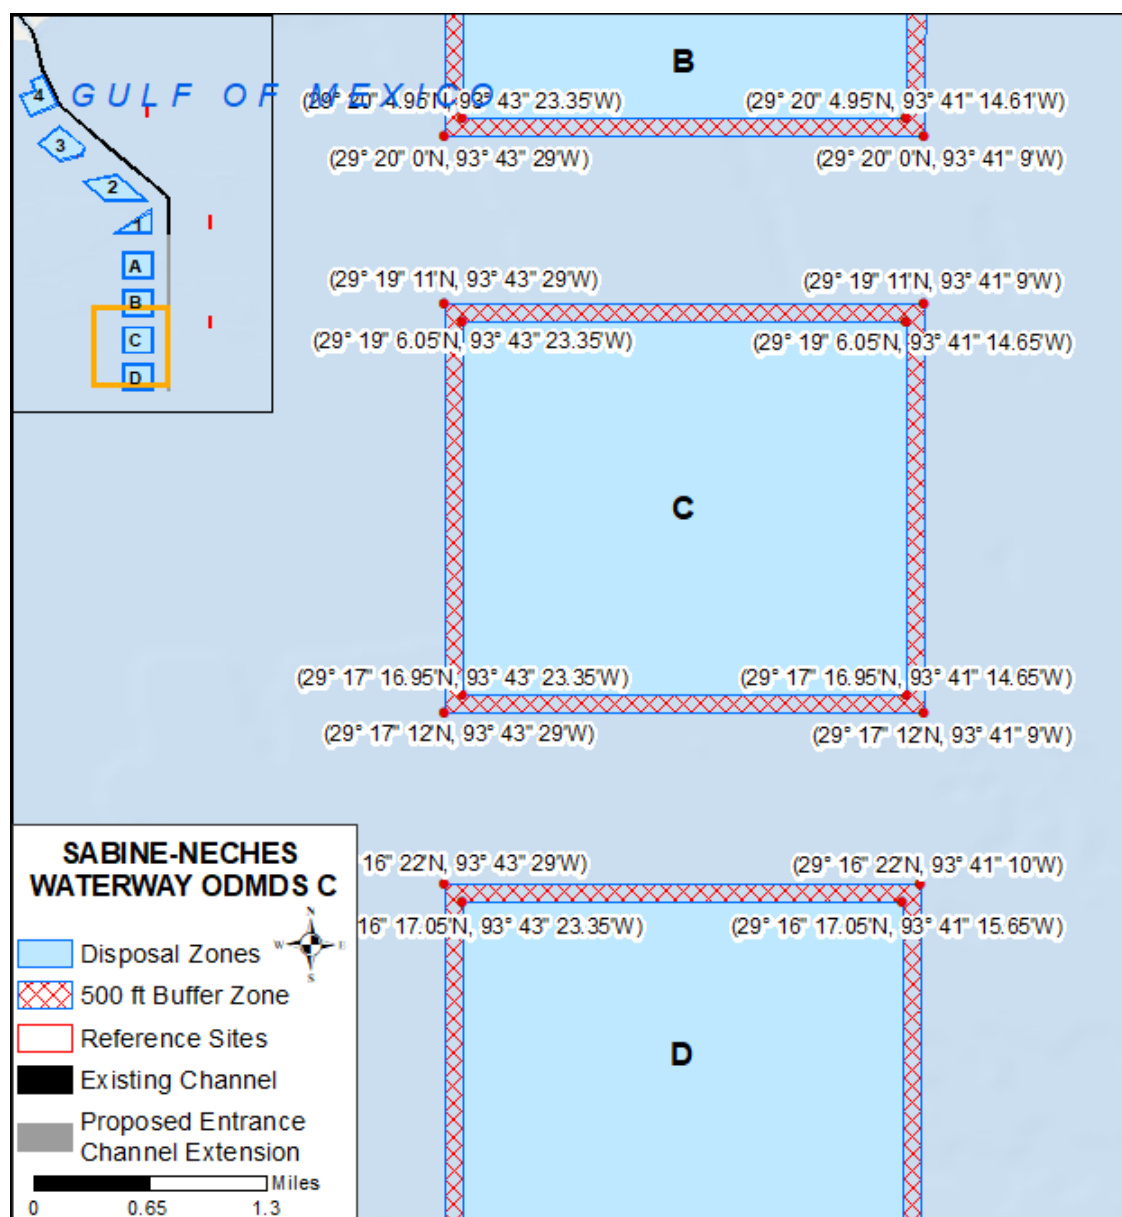 B
GULF OF MEXICO
(29° 20" 4.95'N, 93° 43" 23.35'W)
(29° 20" 4.95'N, 93° 41" 14.61'W)
(29° 20" 0'N, 93° 43" 29'W)
(29° 20" 0'N, 93° 41" 9'W)
4
3
2
1
A
B
C
D
(29° 19" 11'N, 93° 43" 29'W)
(29° 19" 11'N, 93° 41" 9'W)
(29° 19" 6.05'N, 93° 43" 23.35'W)
(29° 19" 6.05'N, 93° 41" 14.65'W)
C
(29° 17" 16.95'N, 93° 43" 23.35'W)
(29° 17" 16.95'N, 93° 41" 14.65'W)
(29° 17" 12'N, 93° 43" 29'W)
(29° 17" 12'N, 93° 41" 9'W)
16" 22'N, 93° 43" 29'W)
(29° 16" 22'N, 93° 41" 10'W)
16" 17.05'N, 93° 43" 23.35'W)
(29° 16" 17.05'N, 93° 41" 15.65'W)
D
SABINE-NECHES
WATERWAY ODMDS C
N
W E
S
Disposal Zones
500 ft Buffer Zone
Reference Sites
Existing Channel
Proposed Entrance
Channel Extension
Miles
0 0.65 1.3